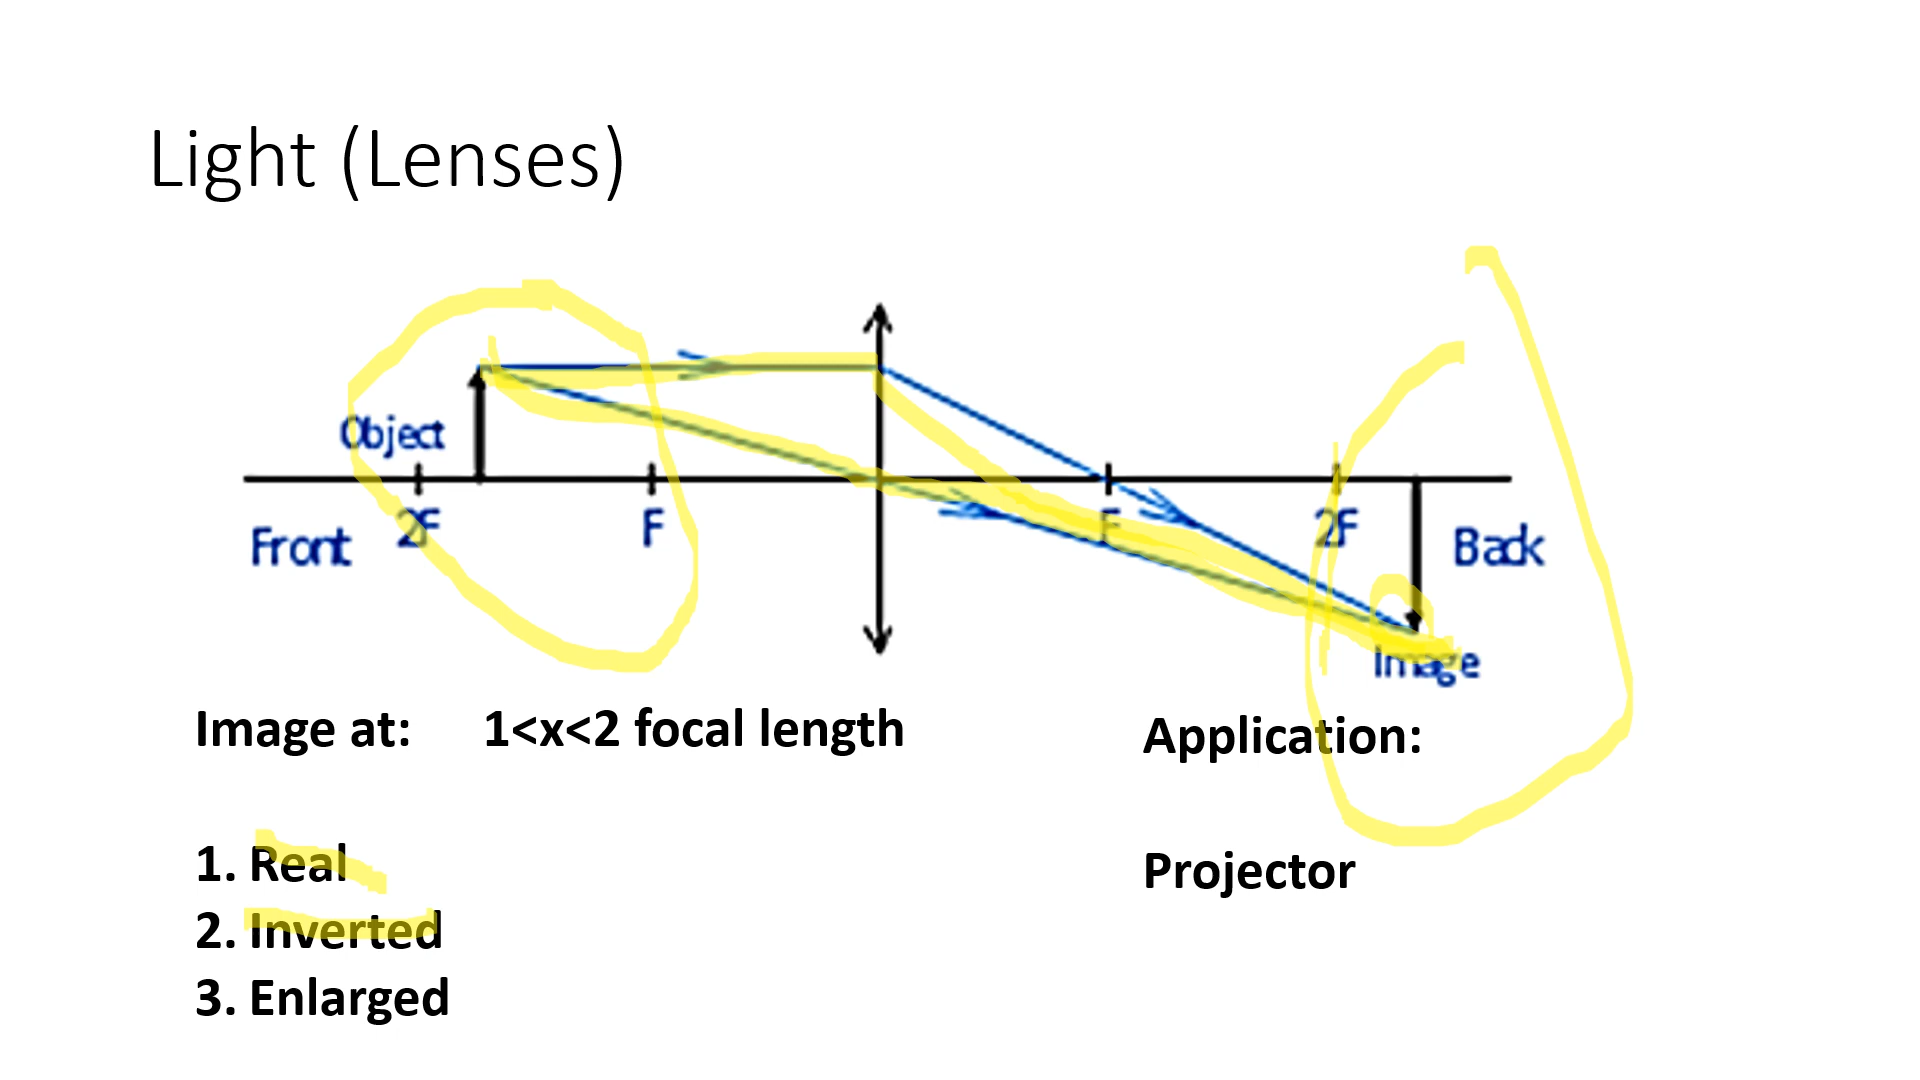 Light (Lenses)
Object
Front 2F F F 2F Back
Image
Image at: 1<x<2 focal length
Application:
1. Real
Projector
2. Inverted
3. Enlarged